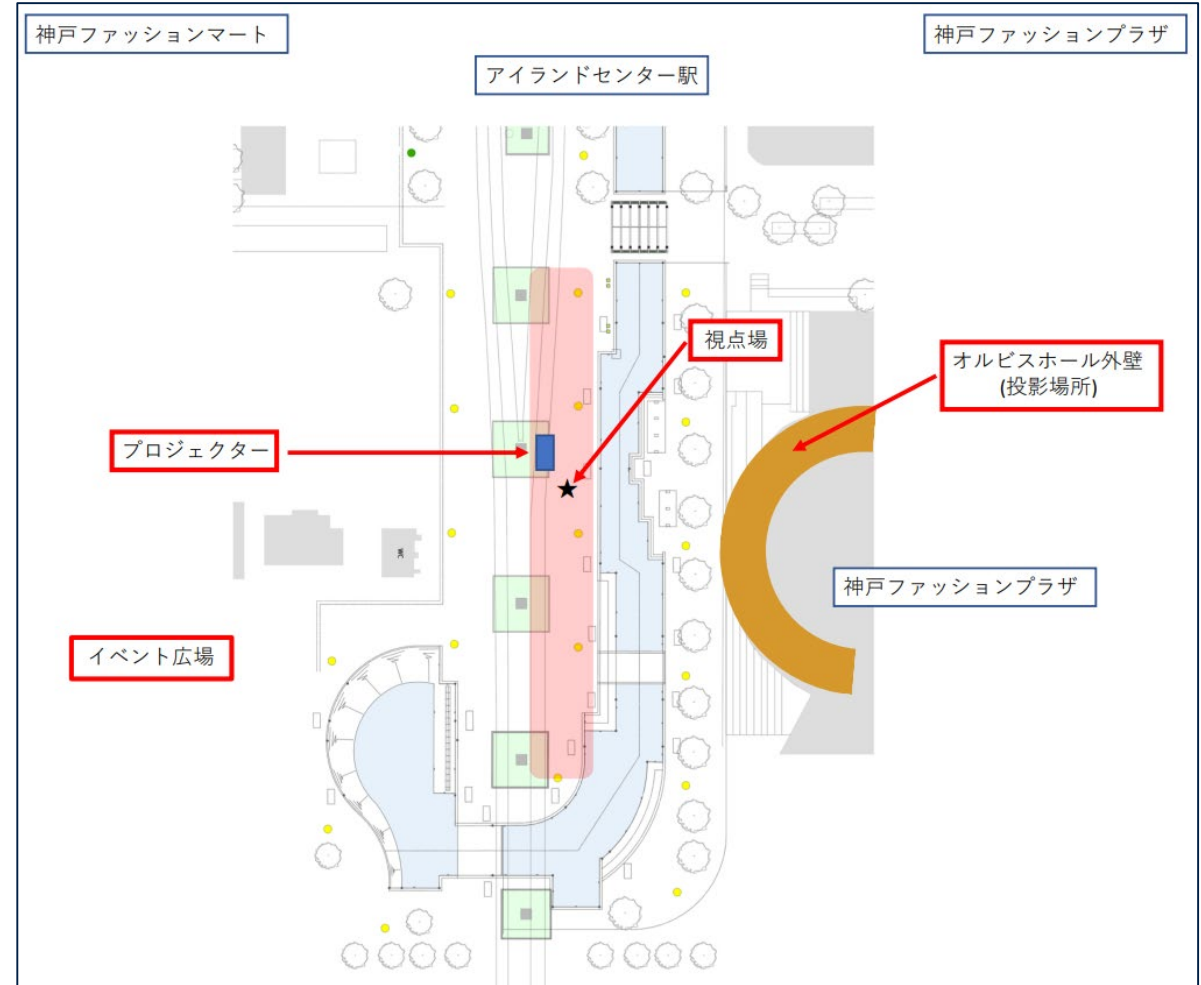 神戸ファッションマート
神戸ファッションプラザ
アイランドセンター駅
視点場
オルビスホール外壁
(投影場所)
プロジェクター
WC
神戸ファッションプラザ
イベント広場